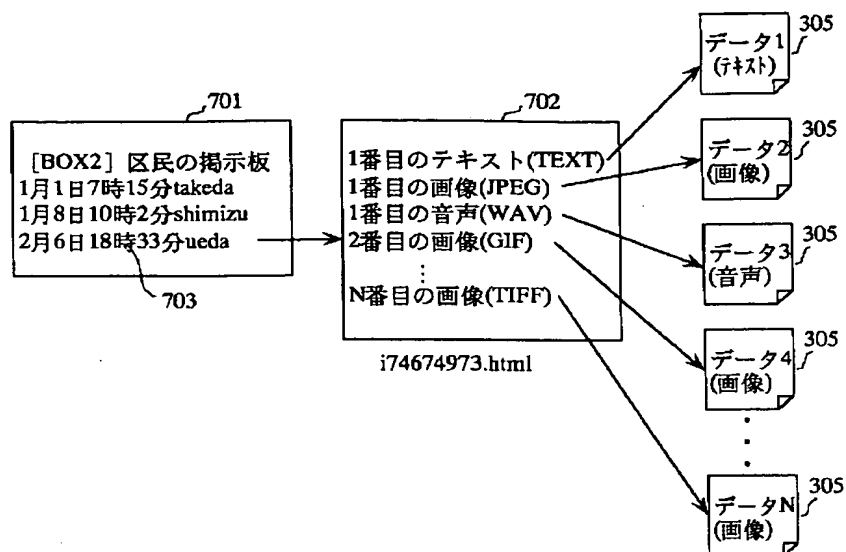 701
[BOX2] 区民の掲示板
1月1日7時15分takeda
1月8日10時2分shimizu
2月6日18時33分ueda
703
702
1番目のテキスト(TEXT)
1番目の画像(JPEG)
1番目の音声(WAV)
2番目の画像(GIF)
⋮
N番目の画像(TIFF)
i74674973.html
305
データ1
(テキスト)
305
データ2
(画像)
305
データ3
(音声)
305
データ4
(画像)
305
データN
(画像)